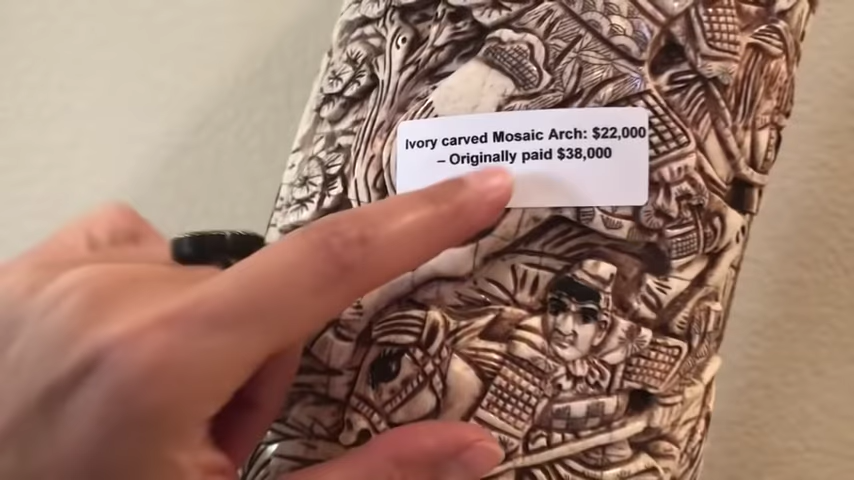 Ivory carved Mosaic Arch: $22,000
– Originally paid $38,000